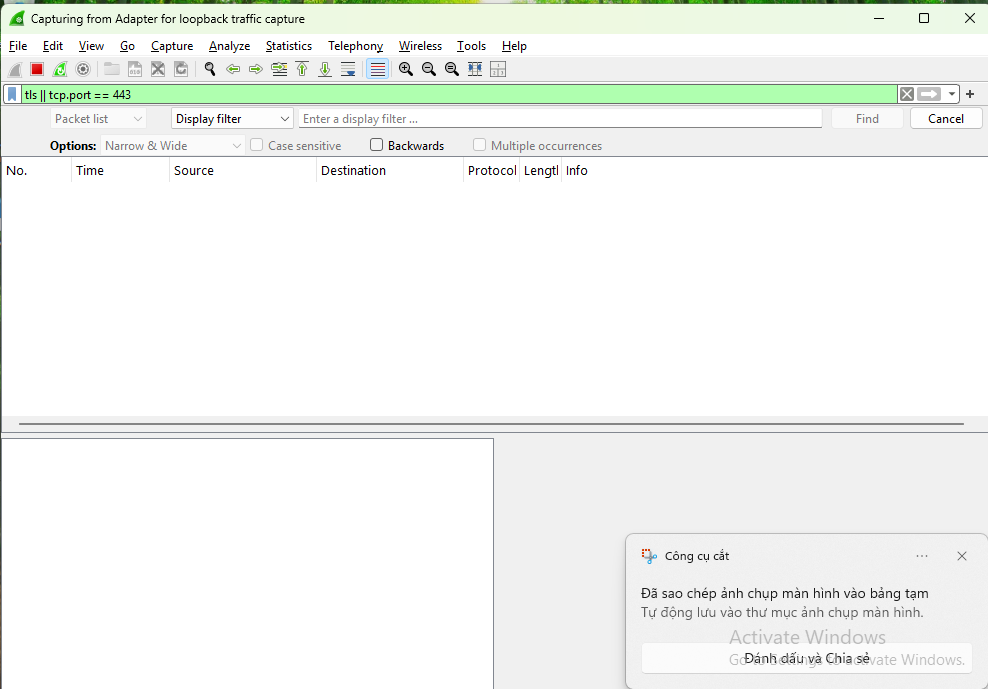 Capturing from Adapter for loopback traffic capture
File Edit View Go Capture Analyze Statistics Telephony Wireless Tools Help
tls || tcp.port == 443
Packet list Display filter Enter a display filter ... Find Cancel
Options: Narrow & Wide Case sensitive Backwards Multiple occurrences
No. Time Source Destination Protocol Lengtl Info
Công cụ cắt
Đã sao chép ảnh chụp màn hình vào bảng tạm
Tự động lưu vào thư mục ảnh chụp màn hình.
Activate Windows
Go to Settings to activate Windows.
Đánh dấu và Chia sẻ